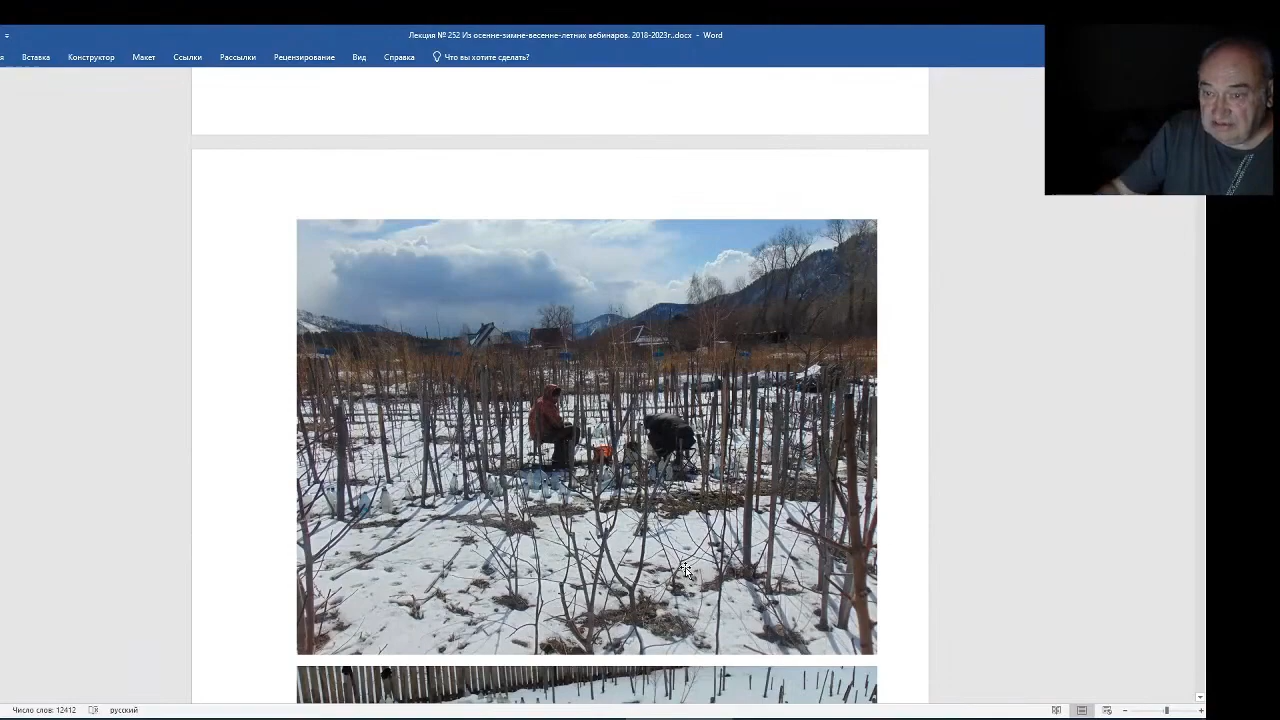 Лекция № 252 Из осенне-зимне-весенне-летних вебинаров. 2018-2023г..docx - Word
я Вставка Конструктор Макет Ссылки Рассылки Рецензирование Вид Справка Что вы хотите сделать?
Число слов: 12412 русский